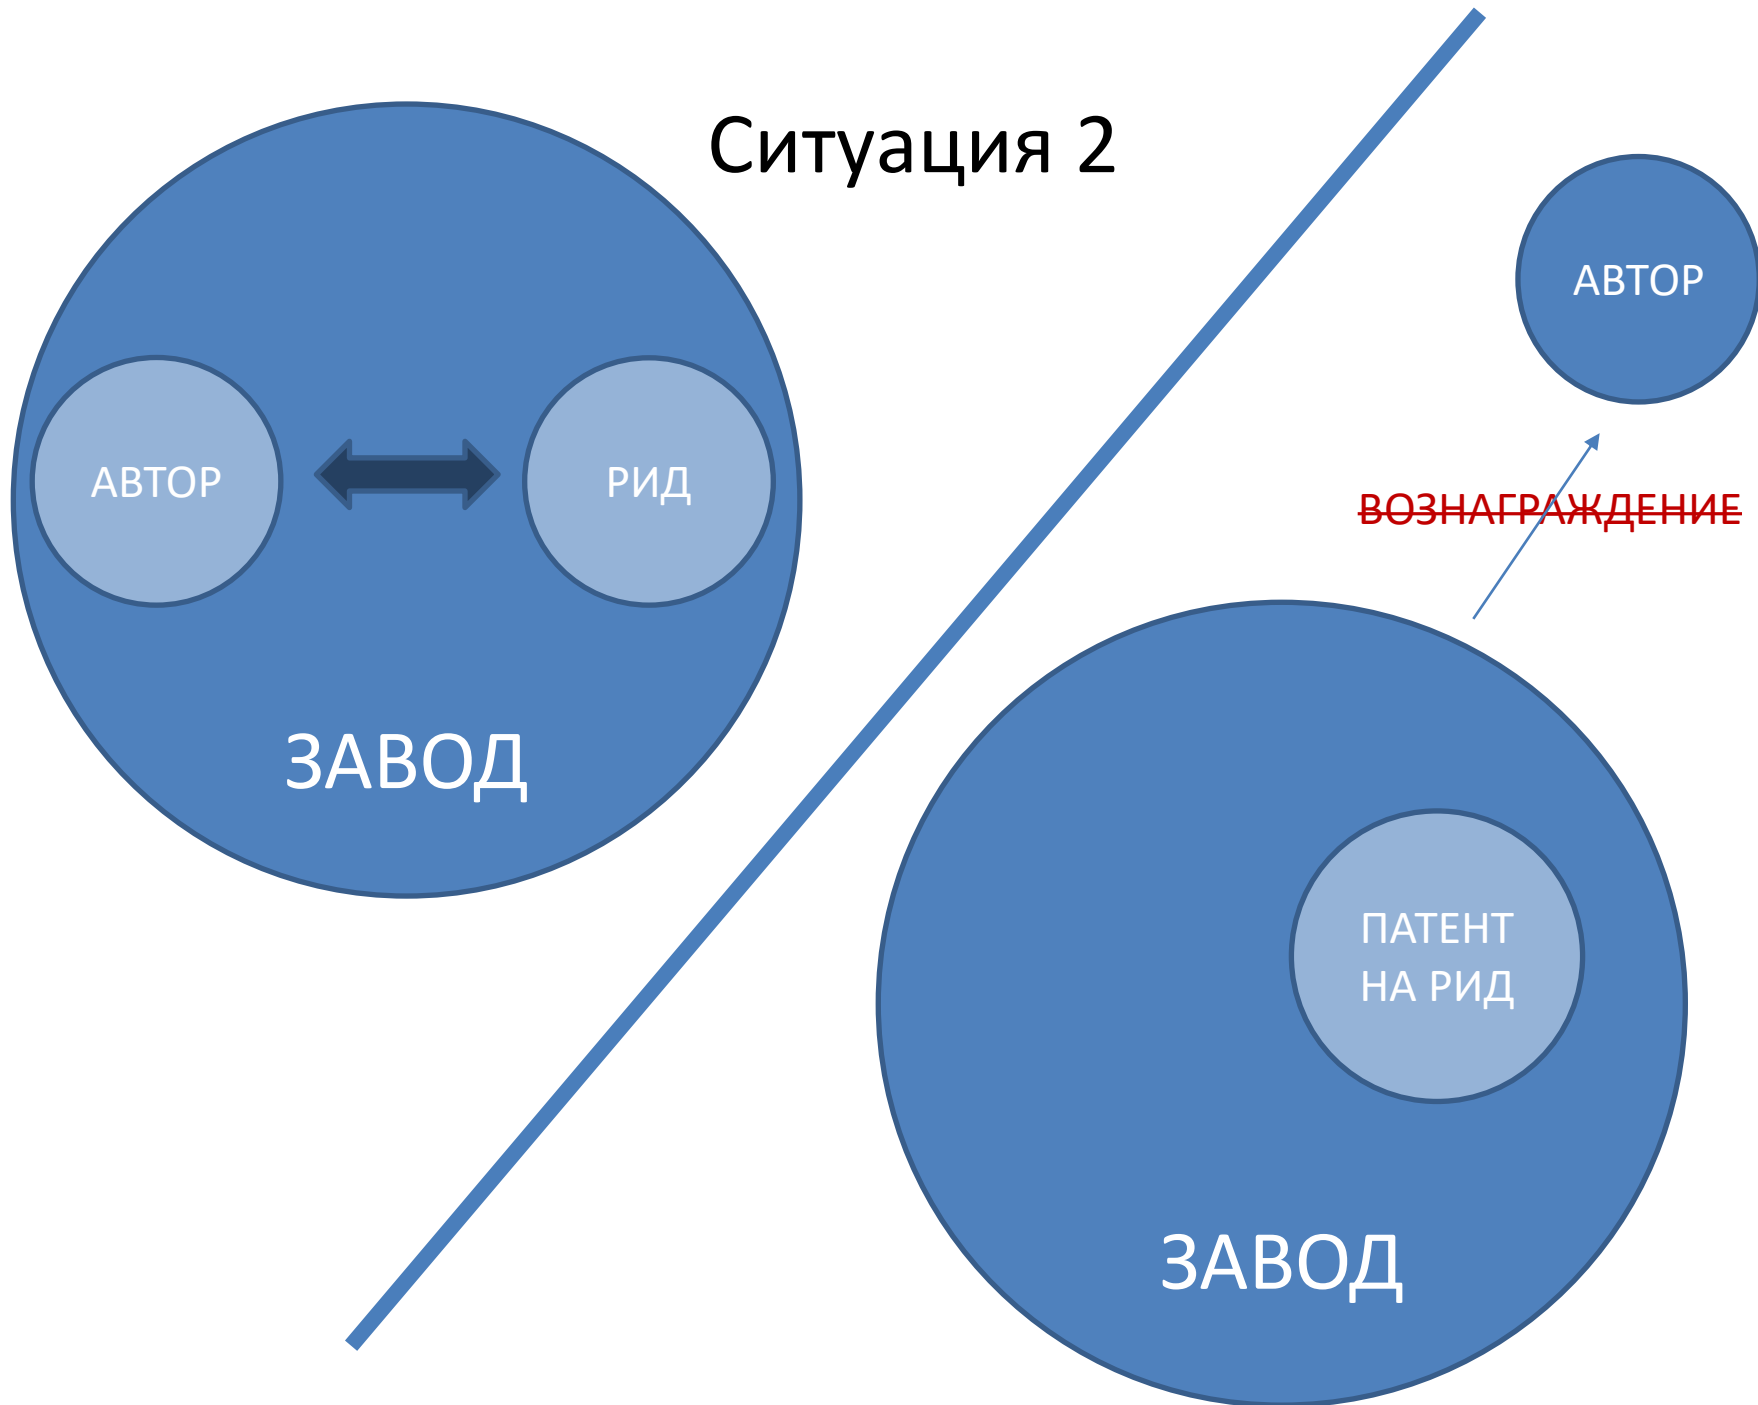 Ситуация 2
АВТОР
РИД
ЗАВОД
АВТОР
ВОЗНАГРАЖДЕНИЕ
ПАТЕНТ
НА РИД
ЗАВОД